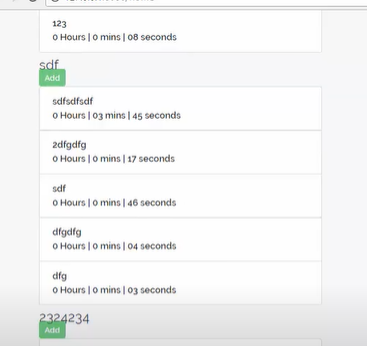 123
0 Hours | 0 mins | 08 seconds
sdf
Add
sdfsdfsdf
0 Hours | 03 mins | 45 seconds
2dfgdfg
0 Hours | 0 mins | 17 seconds
sdf
0 Hours | 0 mins | 46 seconds
dfgdfg
0 Hours | 0 mins | 04 seconds
dfg
0 Hours | 0 mins | 03 seconds
2324234
Add